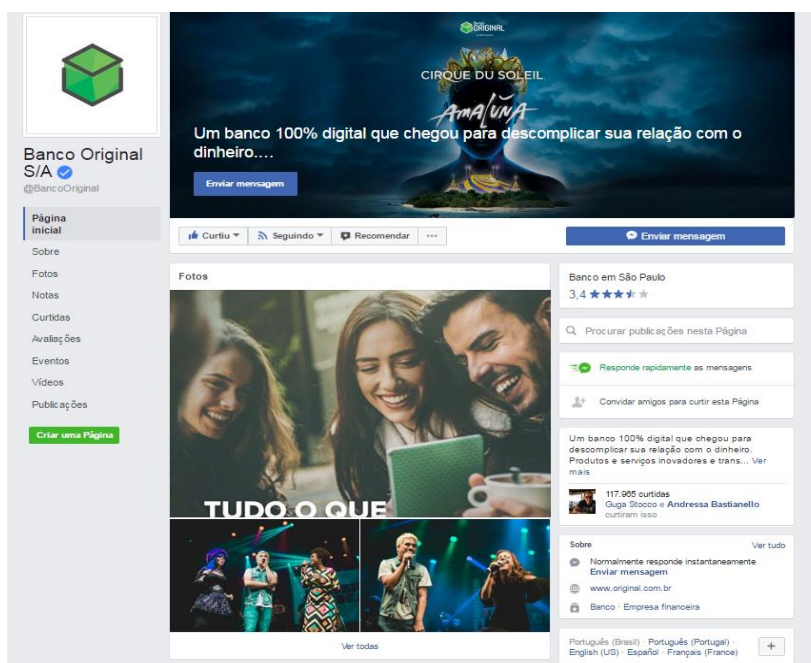 Banco
ORIGINAL
CIRQUE DU SOLEIL
AMALUNA
Um banco 100% digital que chegou para descomplicar sua relação com o
dinheiro....
Enviar mensagem
Banco Original
S/A
@BancoOriginal
Página
inicial
Sobre
Fotos
Notas
Curtidas
Avaliações
Eventos
Vídeos
Publicações
Criar uma Página
Curtiu
Seguindo
Recomendar
...
Enviar mensagem
Fotos
TUDO O QUE
Ver todas
Banco em São Paulo
3,4
Procurar publicações nesta Página
Responde rapidamente as mensagens
Convidar amigos para curtir esta Página
Um banco 100% digital que chegou para
descomplicar sua relação com o dinheiro.
Produtos e serviços inovadores e trans... Ver
mais
117.965 curtidas
Guga Stocco e Andressa Bastianello
curtiram isso
Sobre Ver tudo
Normalmente responde instantaneamente
Enviar mensagem
www.original.com.br
Banco · Empresa financeira
Português (Brasil) · Português (Portugal) ·
English (US) · Español · Français (France)
+